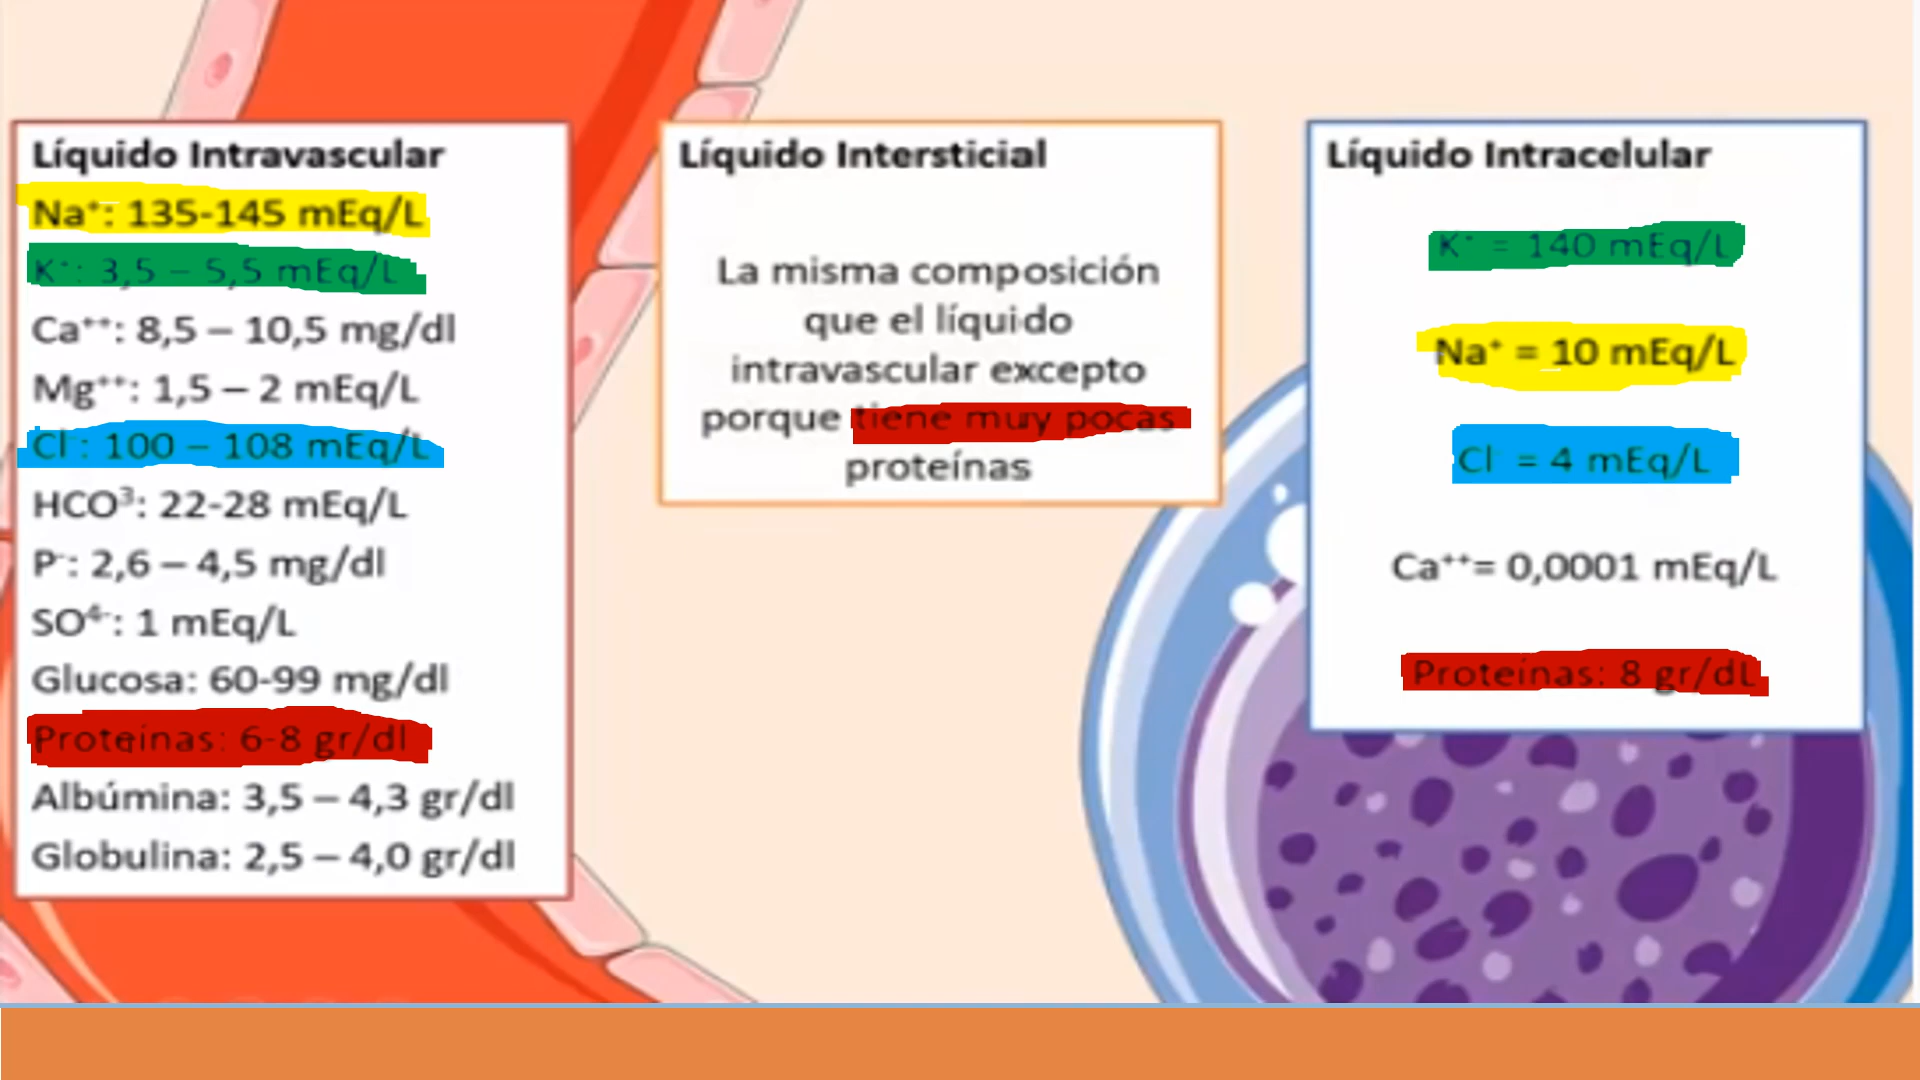 Líquido Intravascular
Na⁺: 135-145 mEq/L
K⁺: 3,5 – 5,5 mEq/L
Ca⁺⁺: 8,5 – 10,5 mg/dl
Mg⁺⁺: 1,5 – 2 mEq/L
Cl⁻: 100 – 108 mEq/L
HCO³: 22-28 mEq/L
P⁻: 2,6 – 4,5 mg/dl
SO⁴⁻: 1 mEq/L
Glucosa: 60-99 mg/dl
Proteínas: 6-8 gr/dl
Albúmina: 3,5 – 4,3 gr/dl
Globulina: 2,5 – 4,0 gr/dl
Líquido Intersticial
La misma composición
que el líquido
intravascular excepto
porque tiene muy pocas
proteínas
Líquido Intracelular
K⁺ = 140 mEq/L
Na⁺ = 10 mEq/L
Cl⁻ = 4 mEq/L
Ca⁺⁺= 0,0001 mEq/L
Proteínas: 8 gr/dL